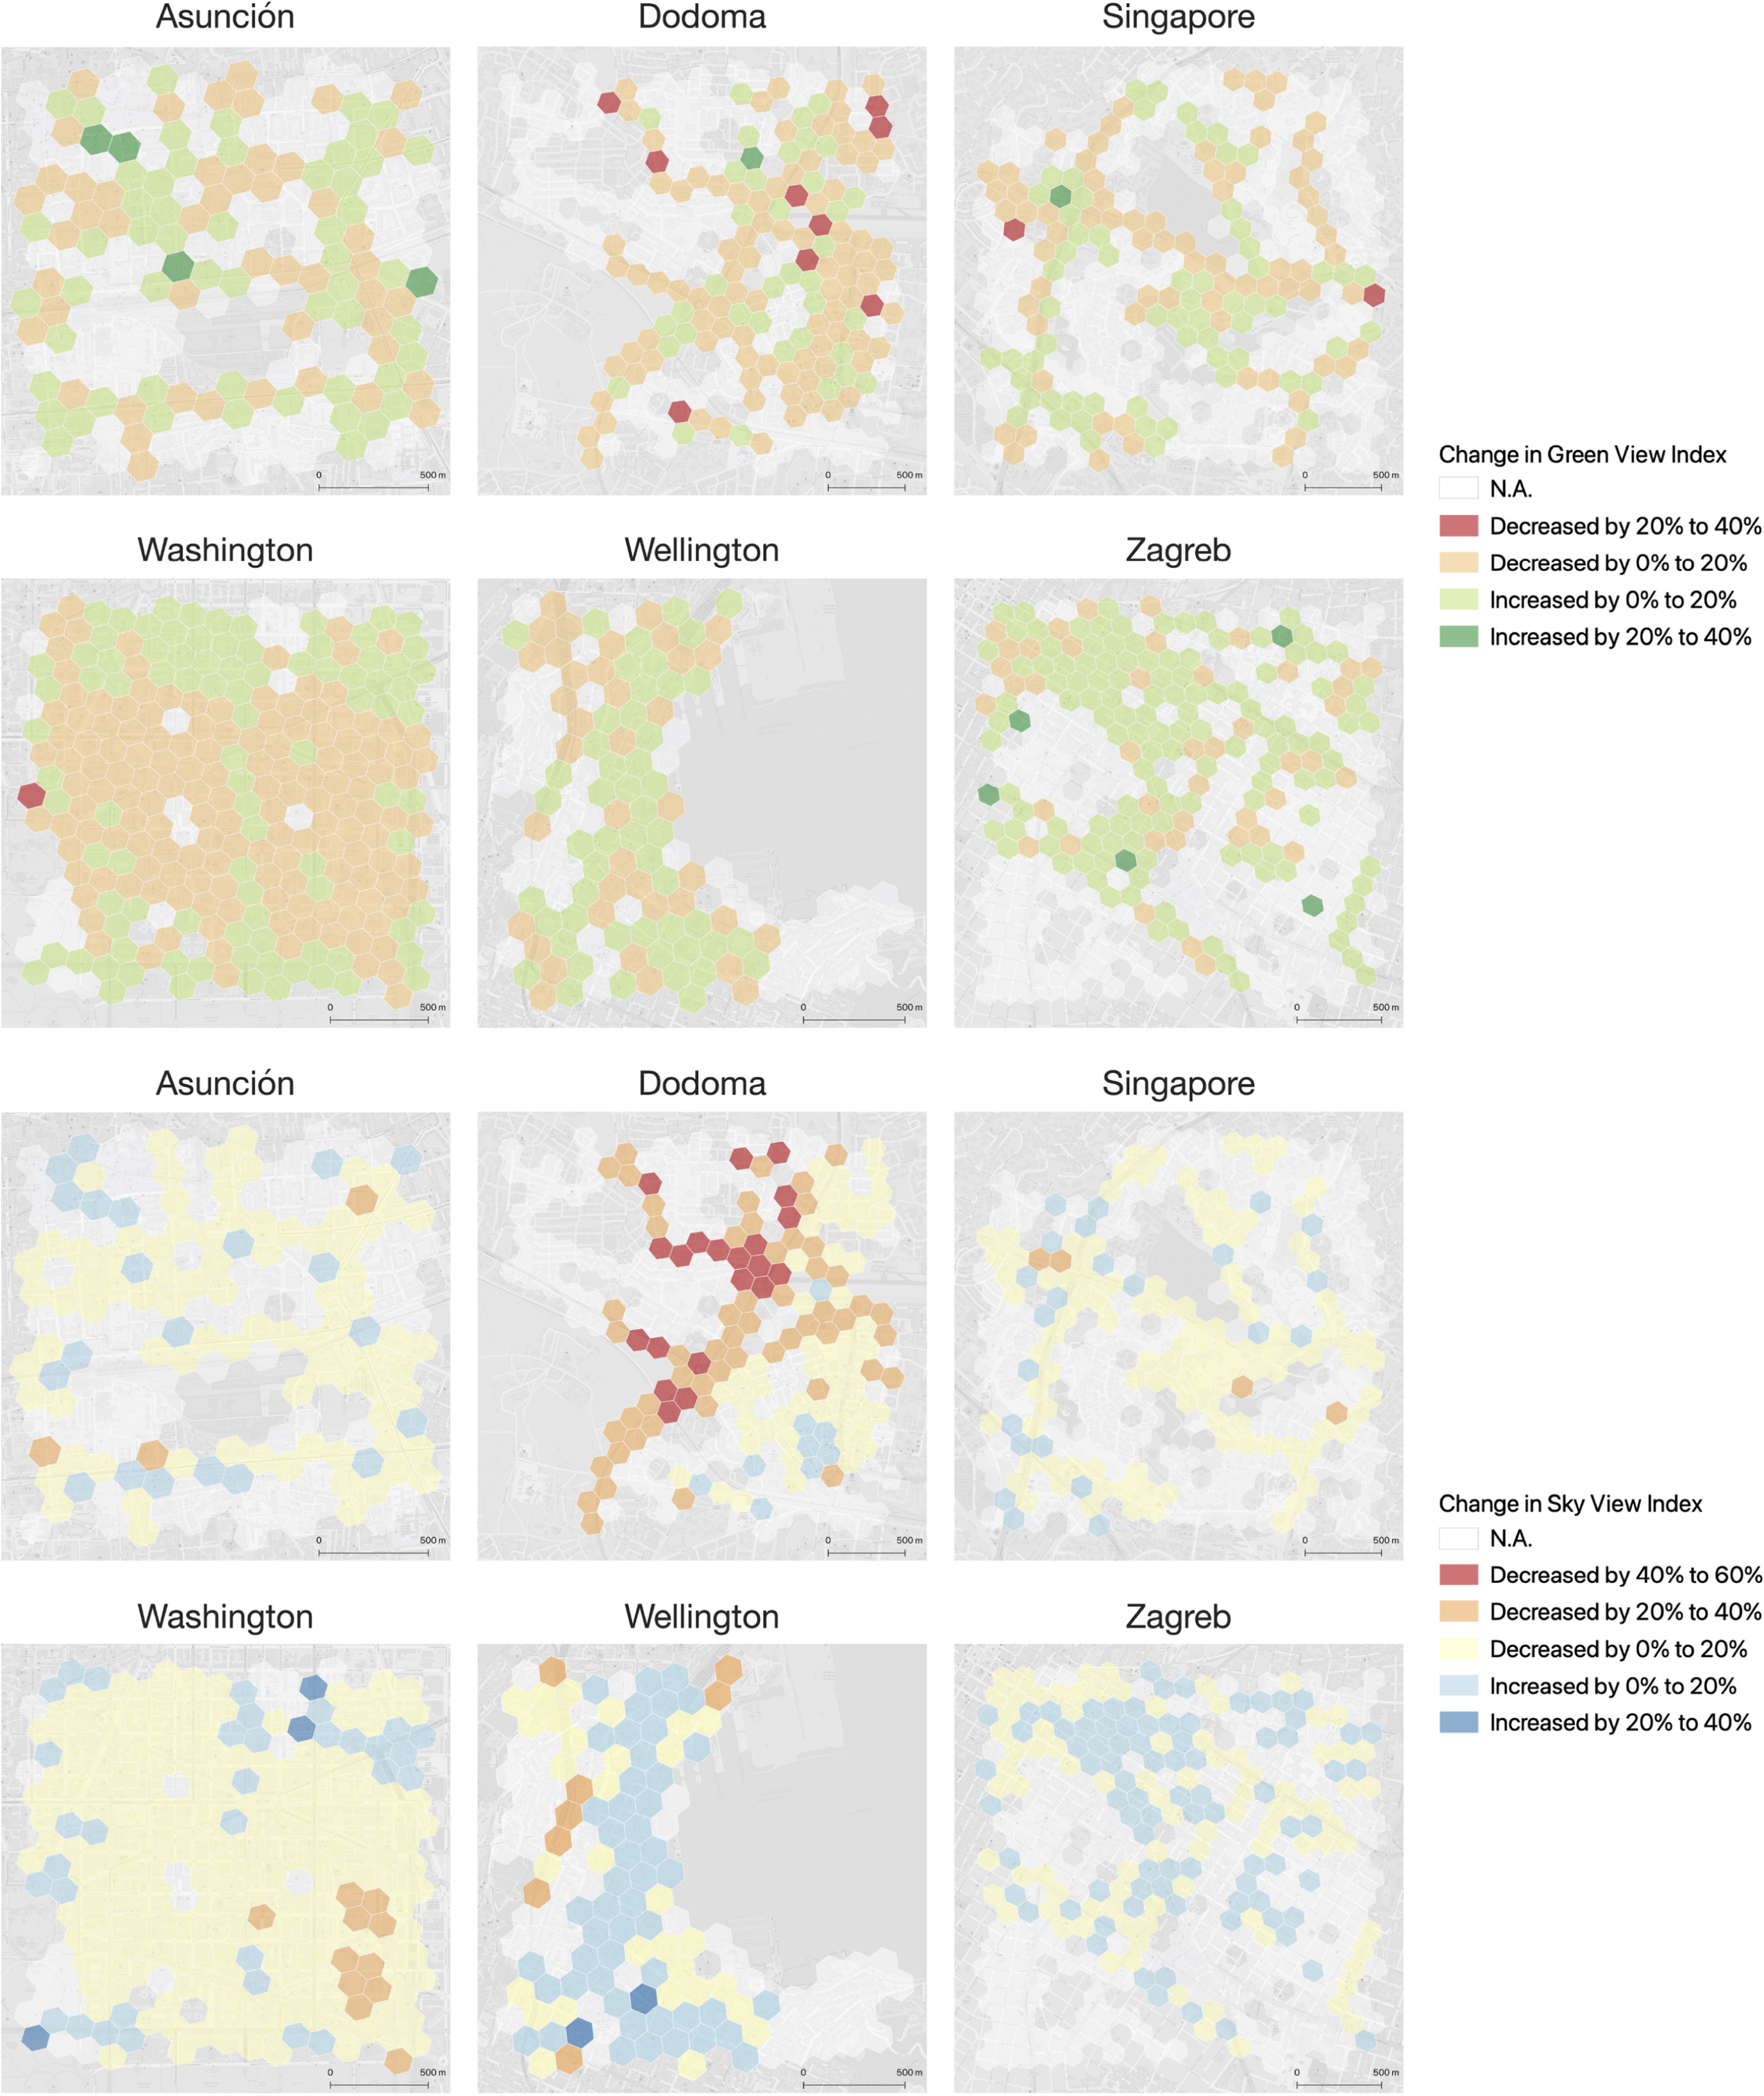 Asunción
Dodoma
Singapore
0 500 m
0 500 m
0 500 m
Washington
Wellington
Zagreb
0 500 m
0 500 m
0 500 m
Change in Green View Index
N.A.
Decreased by 20% to 40%
Decreased by 0% to 20%
Increased by 0% to 20%
Increased by 20% to 40%
Asunción
Dodoma
Singapore
0 500 m
0 500 m
0 500 m
Washington
Wellington
Zagreb
0 500 m
0 500 m
0 500 m
Change in Sky View Index
N.A.
Decreased by 40% to 60%
Decreased by 20% to 40%
Decreased by 0% to 20%
Increased by 0% to 20%
Increased by 20% to 40%